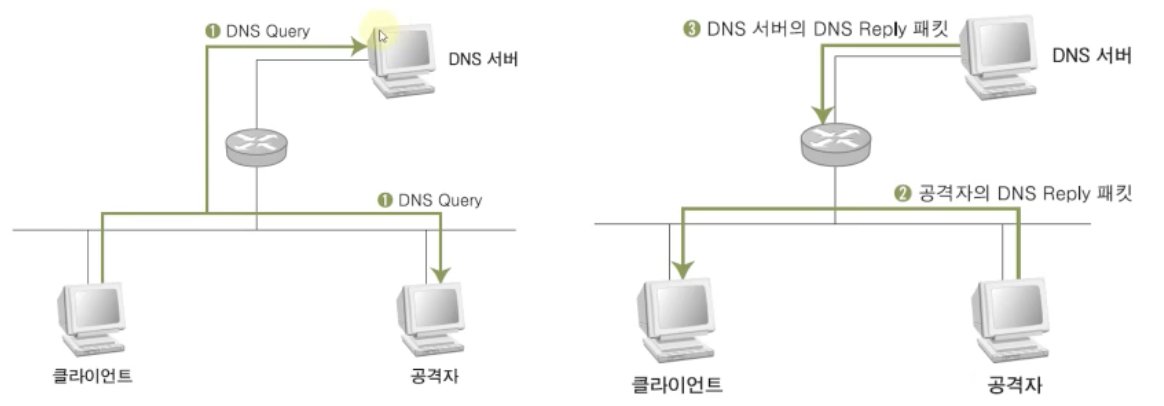 ❶ DNS Query
DNS 서버
❶ DNS Query
클라이언트
공격자
❸ DNS 서버의 DNS Reply 패킷
DNS 서버
❷ 공격자의 DNS Reply 패킷
클라이언트
공격자